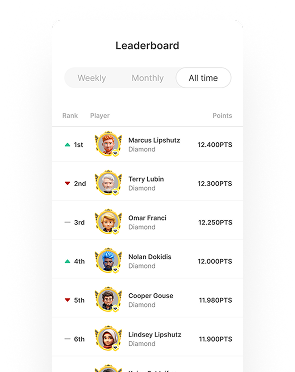 Leaderboard
Weekly Monthly All time
Rank Player Points
1st Marcus Lipshutz 12.400PTS
Diamond
2nd Terry Lubin 12.300PTS
Diamond
3rd Omar Franci 12.250PTS
Diamond
4th Nolan Dokidis 12.000PTS
Diamond
5th Cooper Gouse 11.980PTS
Diamond
6th Lindsey Lipshutz 11.900PTS
Diamond